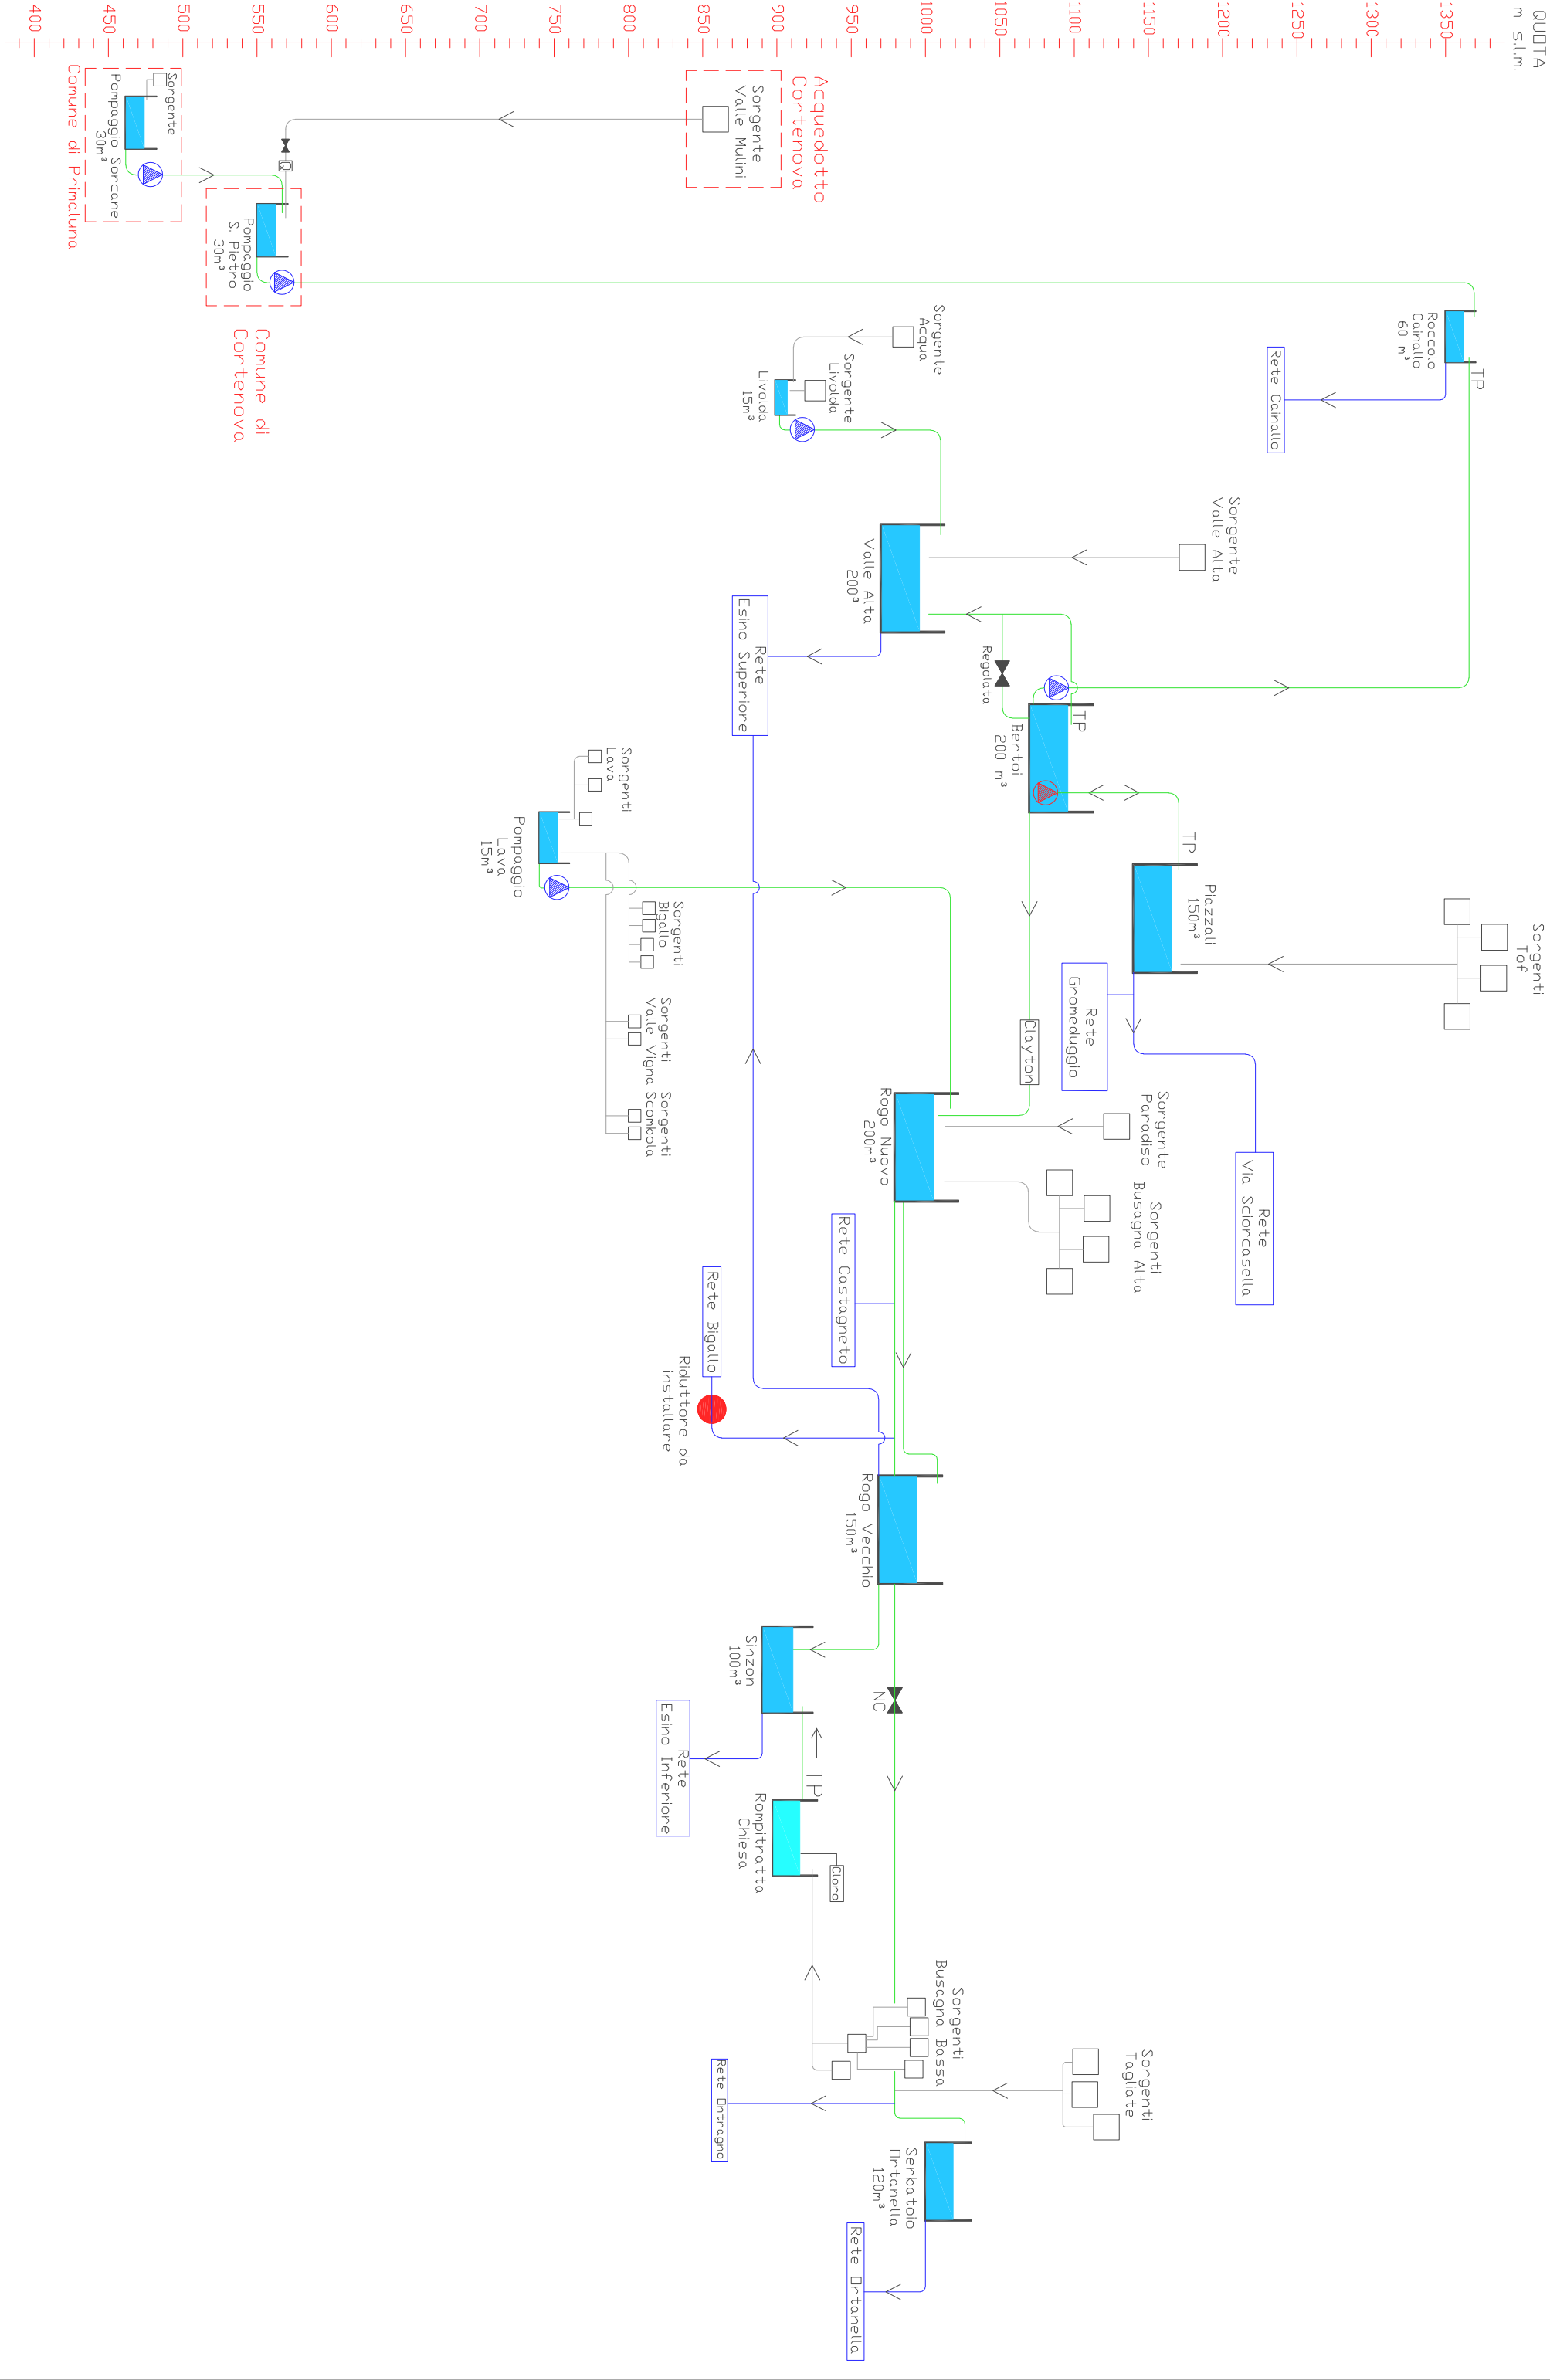 QUOTA
m s.l.m.
1350
1300
1250
1200
1150
1100
1050
1000
950
900
850
800
750
700
650
600
550
500
450
400
Acquedotto
Cortenova
Sorgente
Valle Mulini
Sorgente
Pompaggio Sorcane
30m³
Comune di Primaluna
Pompaggio
S. Pietro
30m³
Comune di
Cortenova
Roccolo
Cainallo
60 m³
TP
Rete Cainallo
Sorgente
Acqua
Sorgente
Livolda
Livolda
15m³
Sorgente
Valle Alta
Valle Alta
200³
Rete
Esino Superiore
Regolata
TP
Bertoi
200 m³
TP
Piazzali
150m³
Sorgenti
Tof
Rete
Gromeduggio
Clayton
Rete
Via Sciorcasella
Sorgenti
Lava
Pompaggio
Lava
15m³
Sorgenti
Bigallo
Sorgenti
Valle Vigna
Sorgenti
Scombola
Sorgente
Paradiso
Sorgenti
Busagna Alta
Rogo Nuovo
200m³
Rete Castagneto
Rete Bigallo
Riduttore da
installare
Rogo Vecchio
150m³
Sinzon
100m³
NC
Rete
Esino Inferiore
TP
Rompitratta
Chiesa
Cloro
Sorgenti
Busagna Bassa
Sorgenti
Tagliate
Rete Ontragno
Serbatoio
Ortanella
120m³
Rete Ortanella